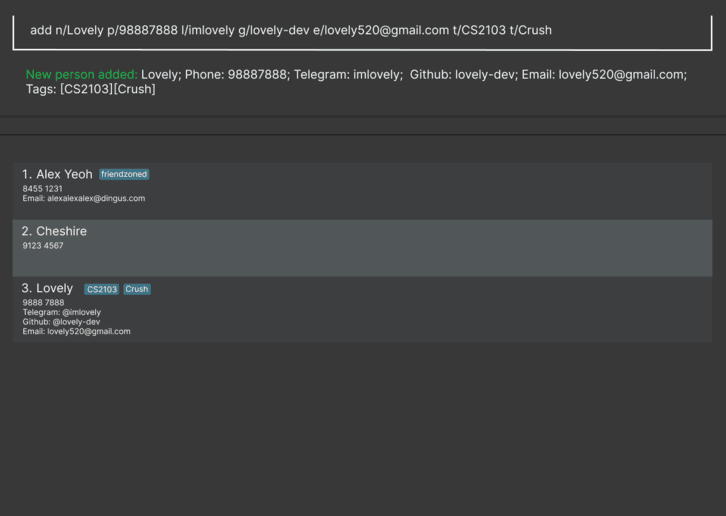 add n/Lovely p/98887888 l/imlovely g/lovely-dev e/lovely520@gmail.com t/CS2103 t/Crush
New person added: Lovely; Phone: 98887888; Telegram: imlovely;  Github: lovely-dev; Email: lovely520@gmail.com;
Tags: [CS2103][Crush]
1. Alex Yeoh friendzoned
8455 1231
Email: alexalexalex@dingus.com
2. Cheshire
9123 4567
3. Lovely CS2103 Crush
9888 7888
Telegram: @imlovely
Github: @lovely-dev
Email: lovely520@gmail.com